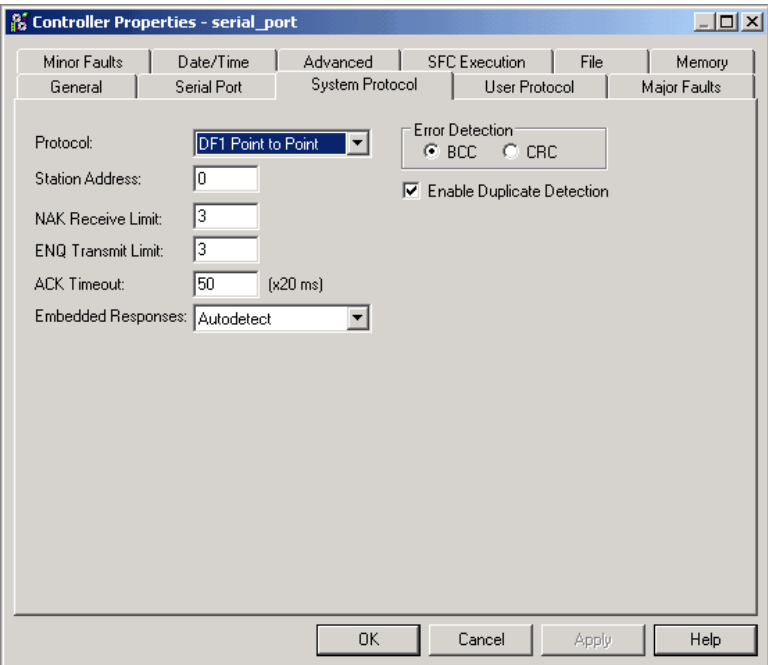 Controller Properties - serial_port
Minor Faults Date/Time Advanced SFC Execution File Memory
General Serial Port System Protocol User Protocol Major Faults
Protocol: DF1 Point to Point
Error Detection
BCC CRC
Station Address: 0
Enable Duplicate Detection
NAK Receive Limit: 3
ENQ Transmit Limit: 3
ACK Timeout: 50 (x20 ms)
Embedded Responses: Autodetect
OK Cancel Apply Help